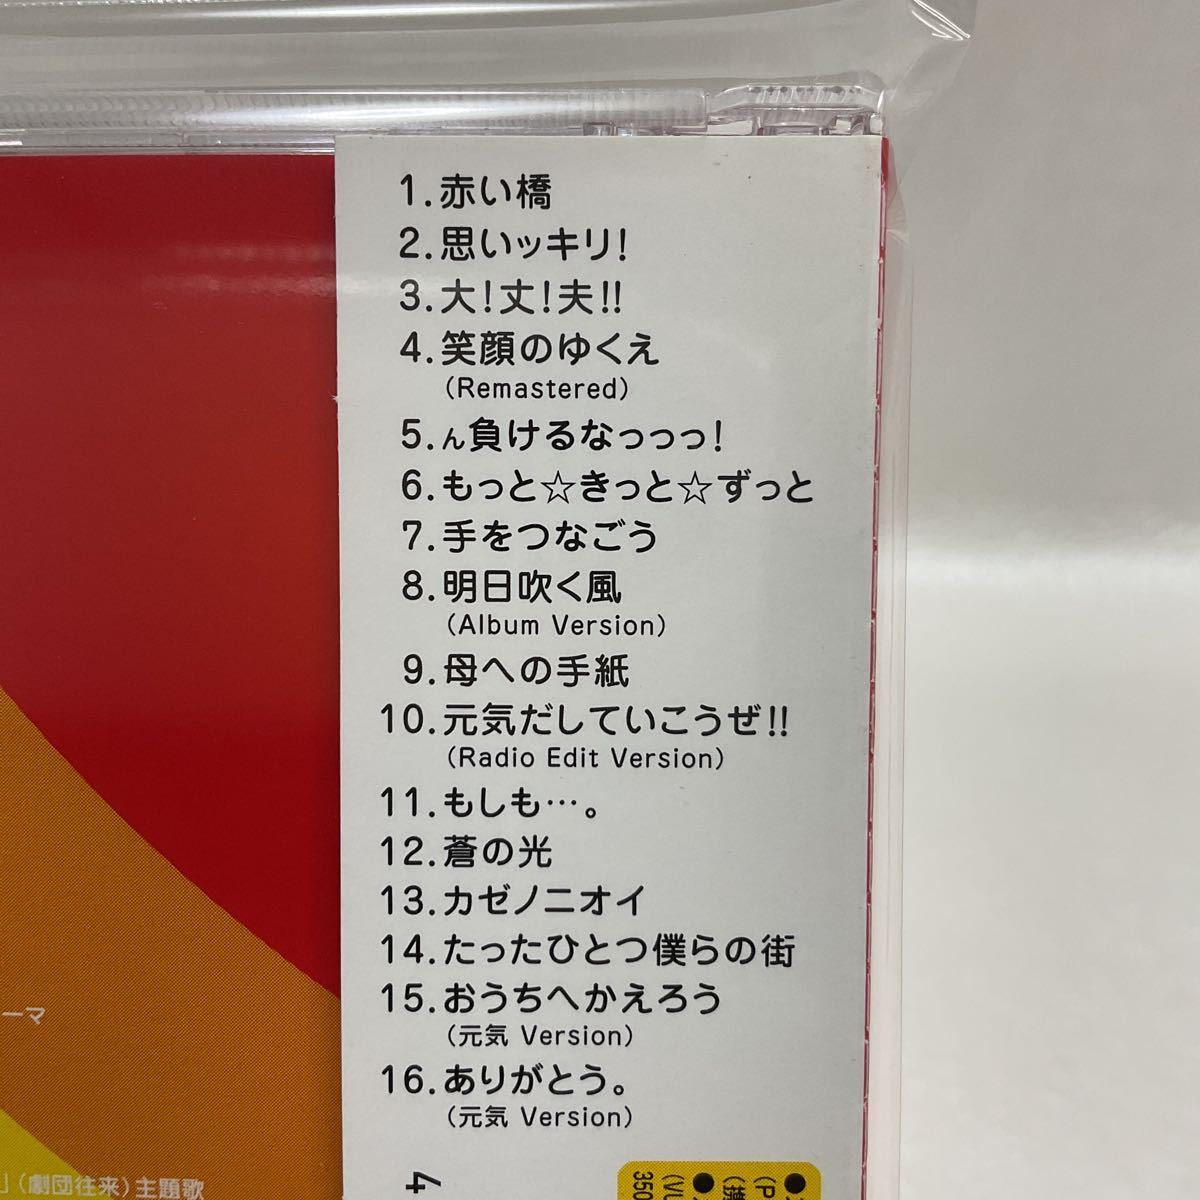 1.赤い橋
2.思いッキリ!
3.大!丈!夫!!
4.笑顔のゆくえ
(Remastered)
5.ん負けるなっっっ!
6.もっと☆きっと☆ずっと
7.手をつなごう
8.明日吹く風
(Album Version)
9.母への手紙
10.元気だしていこうぜ!!
(Radio Edit Version)
11.もしも…。
12.蒼の光
13.カゼノニオイ
14.たったひとつ僕らの街
15.おうちへかえろう
(元気 Version)
16.ありがとう。
(元気 Version)
ーマ
」(劇団往来)主題歌
4
350